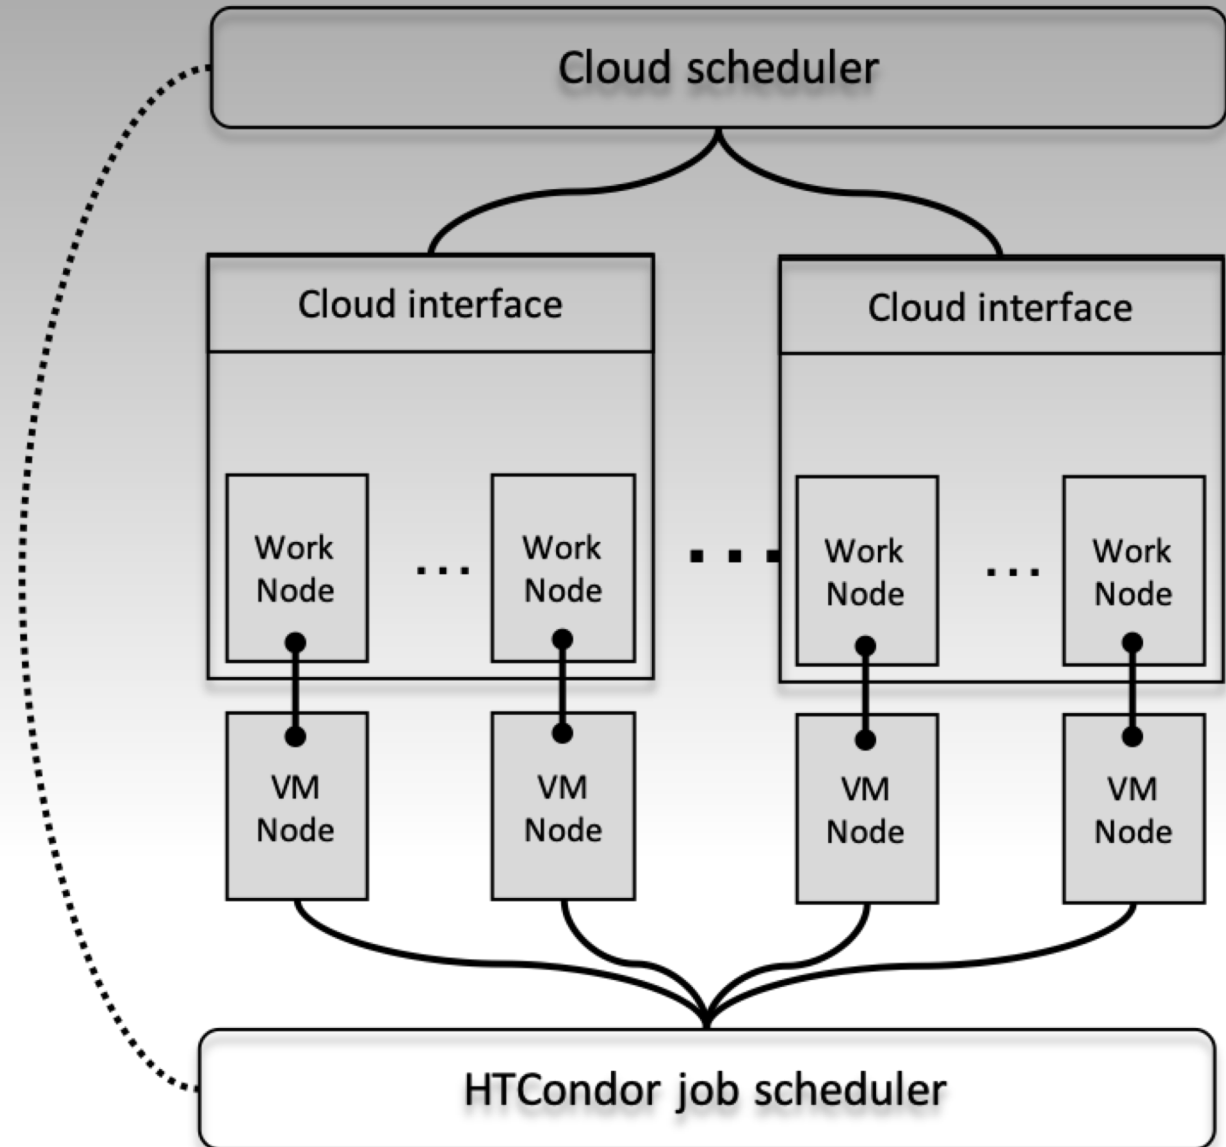 Cloud scheduler
Cloud interface
Cloud interface
Work
Node
...
Work
Node
...
Work
Node
...
Work
Node
VM
Node
VM
Node
VM
Node
VM
Node
HTCondor job scheduler